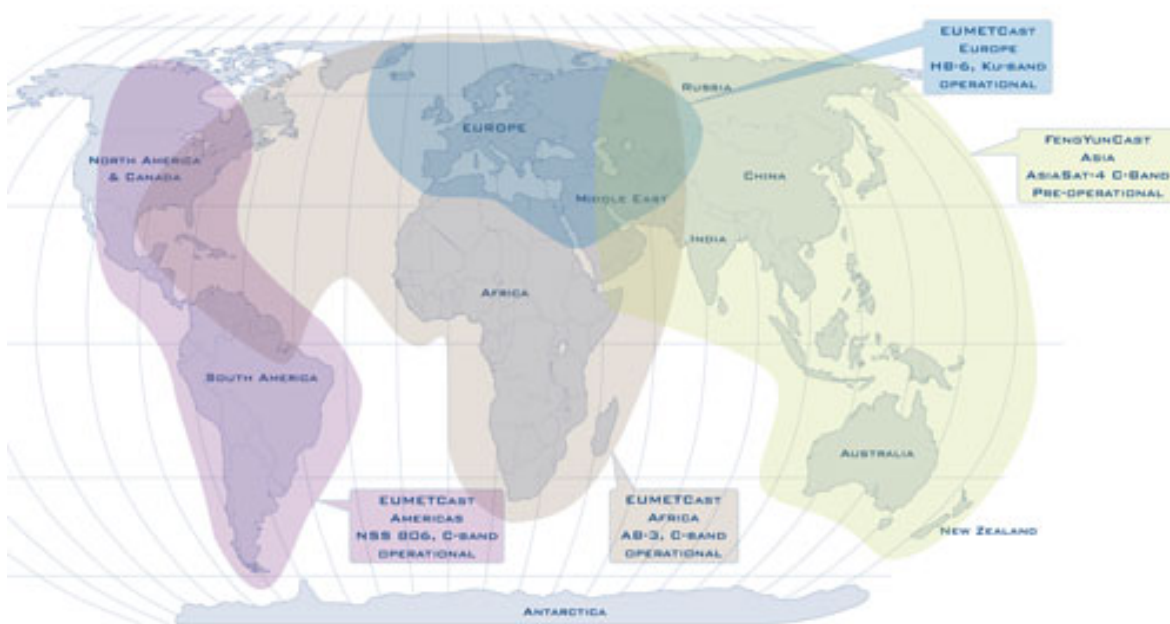 EUMETCast
Europe
HB-6, Ku-band
operational
Russia
FengYunCast
Asia
AsiaSat-4 C-Band
Pre-operational
Europe
North America
& Canada
China
Middle East
India
Africa
South America
Australia
EUMETCast
Americas
NSS 806, C-band
operational
EUMETCast
Africa
AB-3, C-band
operational
New Zealand
Antarctica